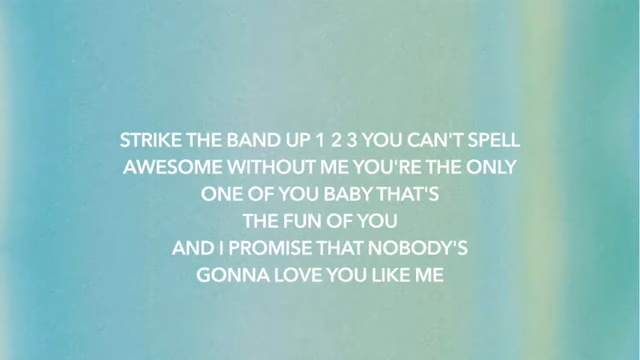 STRIKE THE BAND UP 1 2 3 YOU CAN'T SPELL
AWESOME WITHOUT ME YOU'RE THE ONLY
ONE OF YOU BABY THAT'S
THE FUN OF YOU
AND I PROMISE THAT NOBODY'S
GONNA LOVE YOU LIKE ME